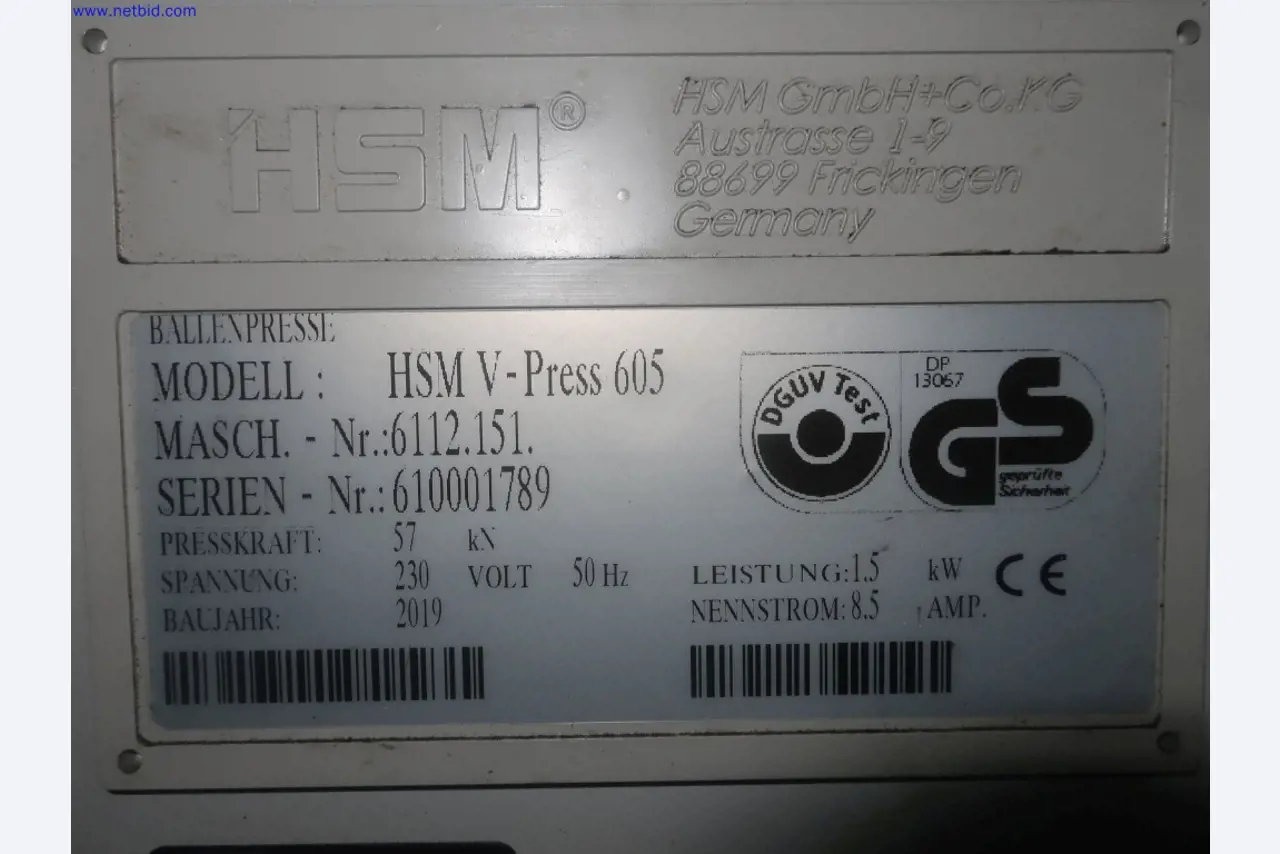 www.netbid.com
HSM®
HSM GmbH+Co.KG
Austrasse 1-9
88699 Frickingen
Germany
BALLENPRESSE
MODELL : HSM V-Press 605
MASCH. - Nr.:6112.151.
SERIEN - Nr.:610001789
PRESSKRAFT: 57 kN
SPANNUNG: 230 VOLT 50 Hz
BAUJAHR: 2019
LEISTUNG:1.5 kW
NENNSTROM:8.5 AMP.
DGUV Test
DP
13067
GS
geprüfte
Sicherheit
CE